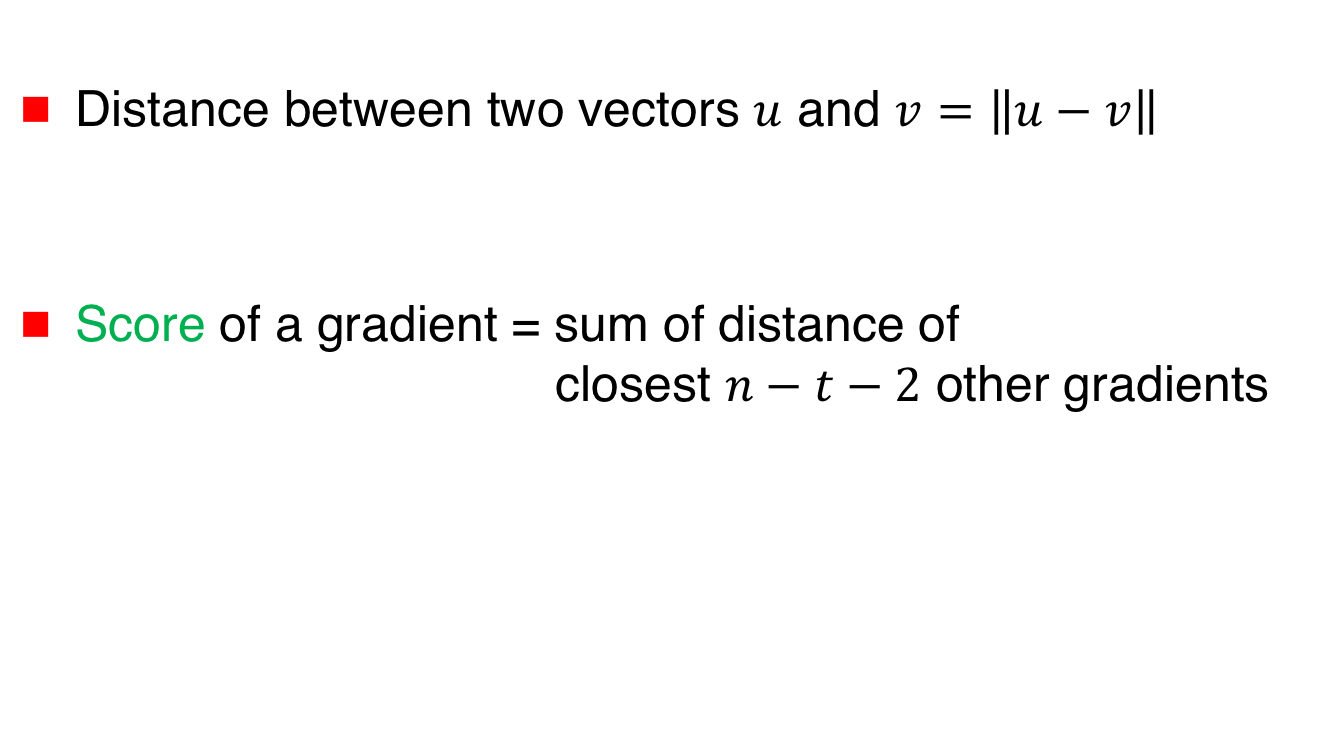 Distance between two vectors 𝑢 and 𝑣 = ‖𝑢 − 𝑣‖
Score of a gradient = sum of distance of
closest 𝑛 − 𝑡 − 2 other gradients